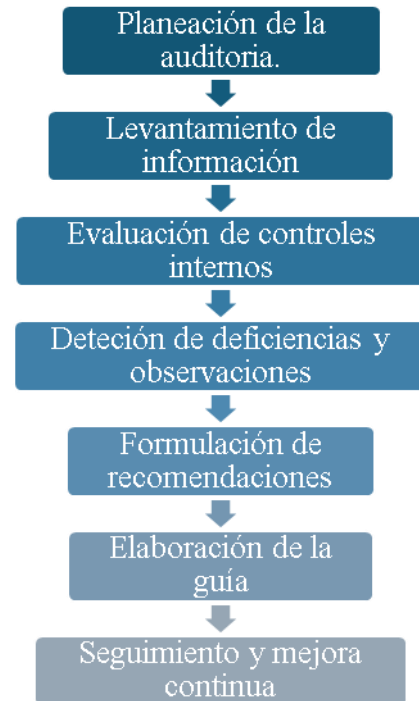 Planeación de la
auditoria.
Levantamiento de
información
Evaluación de controles
internos
Deteción de deficiencias y
observaciones
Formulación de
recomendaciones
Elaboración de la
guía
Seguimiento y mejora
continua